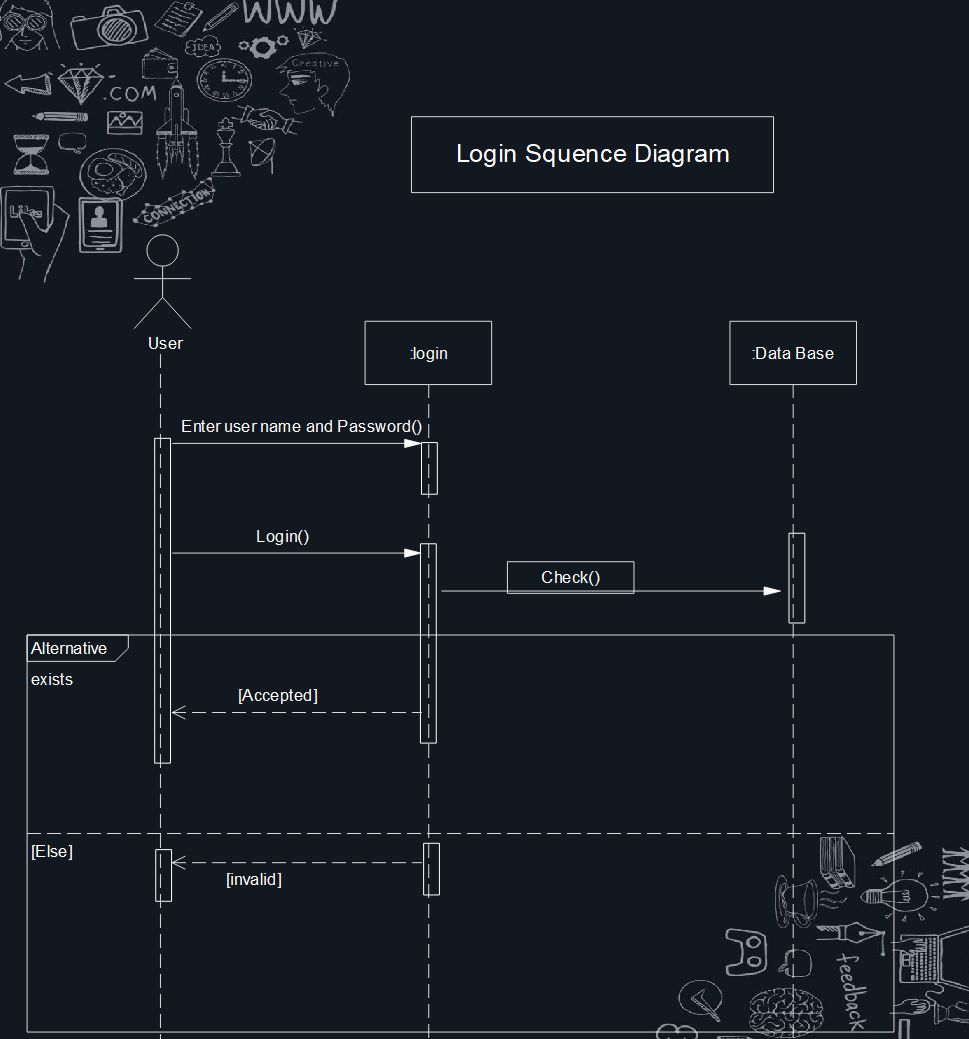 WWW
IDEA
Creative
.COM
Like
CONNECTION
Login Squence Diagram
User
:login
:Data Base
Enter user name and Password()
Login()
Check()
Alternative
exists
[Accepted]
[Else]
[invalid]
feedback